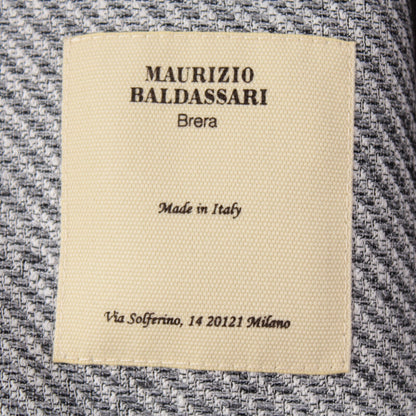 MAURIZIO
BALDASSARI
Brera
Made in Italy
Via Solferino, 14 20121 Milano